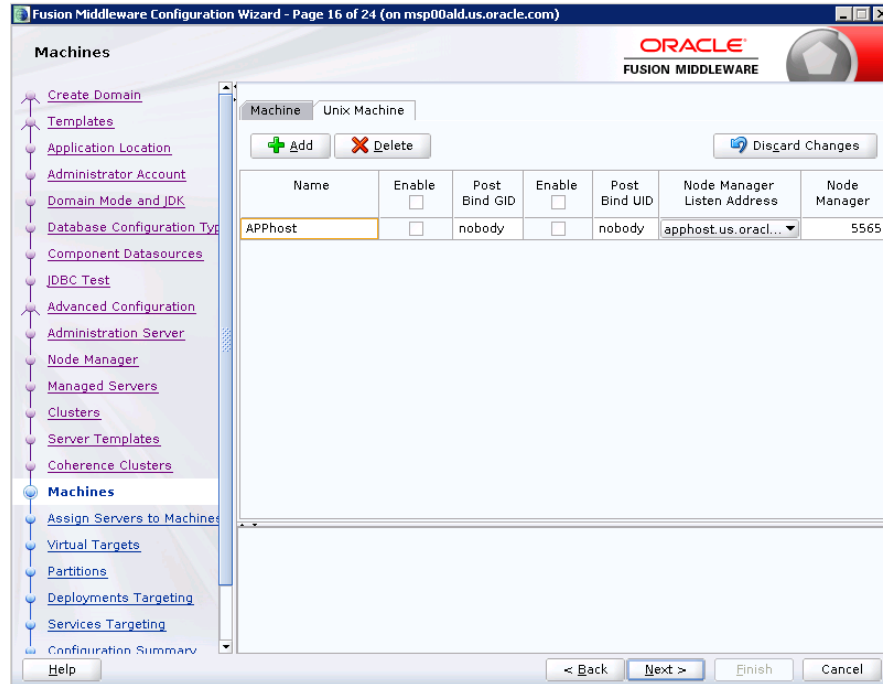 Fusion Middleware Configuration Wizard - Page 16 of 24 (on msp00ald.us.oracle.com)
Machines
ORACLE
FUSION MIDDLEWARE
Create Domain
Templates
Application Location
Administrator Account
Domain Mode and JDK
Database Configuration Typ
Component Datasources
JDBC Test
Advanced Configuration
Administration Server
Node Manager
Managed Servers
Clusters
Server Templates
Coherence Clusters
Machines
Assign Servers to Machines
Virtual Targets
Partitions
Deployments Targeting
Services Targeting
Configuration Summary
Machine Unix Machine
Add Delete Discard Changes
Name Enable Post Bind GID Enable Post Bind UID Node Manager Listen Address Node Manager
APPhost nobody nobody apphost.us.oracl... 5565
Help < Back Next > Finish Cancel